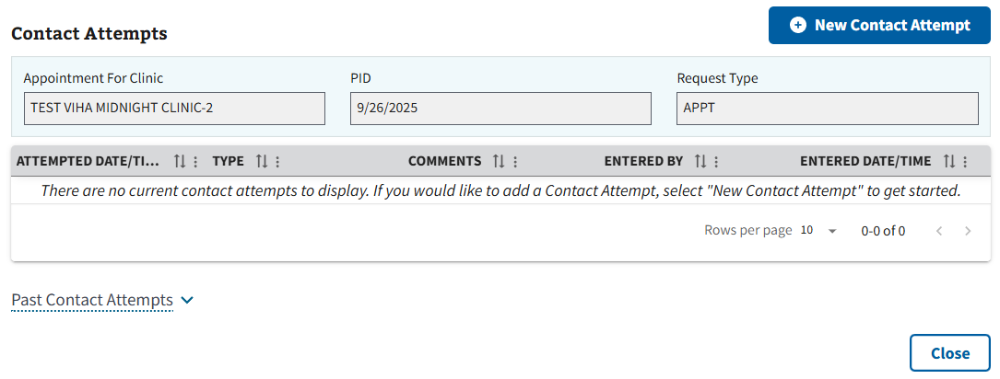 Contact Attempts
New Contact Attempt
Appointment For Clinic
PID
Request Type
TEST VIHA MIDNIGHT CLINIC-2
9/26/2025
APPT
ATTEMPTED DATE/TI... TYPE COMMENTS ENTERED BY ENTERED DATE/TIME
There are no current contact attempts to display. If you would like to add a Contact Attempt, select "New Contact Attempt" to get started.
Rows per page 10 0-0 of 0
Past Contact Attempts
Close